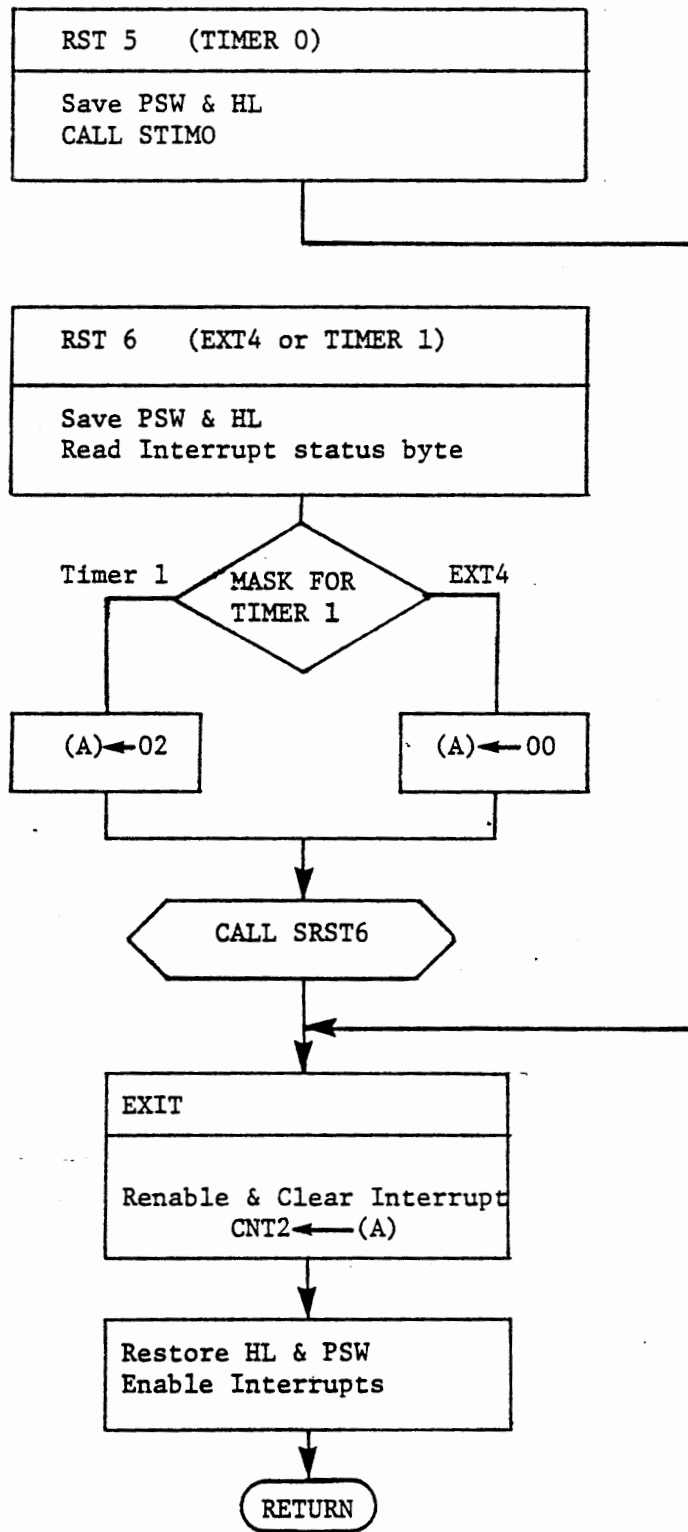 RST 5 (TIMER 0)
Save PSW & HL
CALL STIMO
RST 6 (EXT4 or TIMER 1)
Save PSW & HL
Read Interrupt status byte
Timer 1
MASK FOR
TIMER 1
EXT4
(A)←02
(A)←00
CALL SRST6
EXIT
Renable & Clear Interrupt
CNT2←(A)
Restore HL & PSW
Enable Interrupts
RETURN